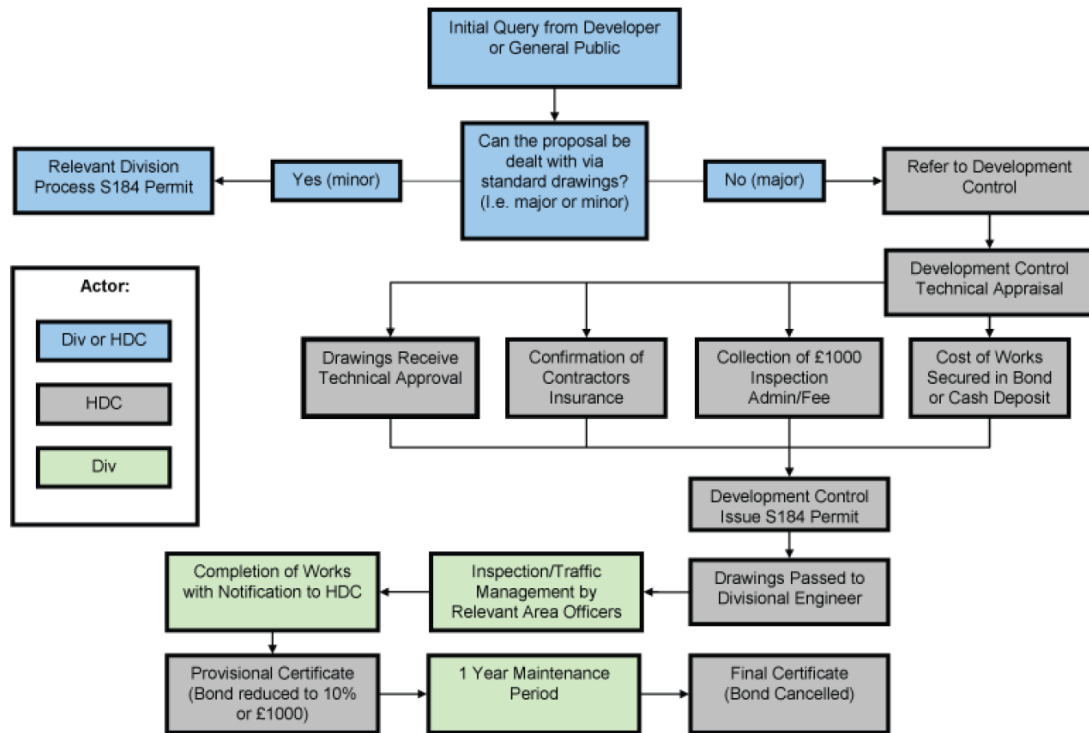 Initial Query from Developer
or General Public
Can the proposal be
dealt with via
standard drawings?
(I.e. major or minor)
Yes (minor)
Relevant Division
Process S184 Permit
No (major)
Refer to Development
Control
Development Control
Technical Appraisal
Actor:
Div or HDC
HDC
Div
Drawings Receive
Technical Approval
Confirmation of
Contractors
Insurance
Collection of £1000
Inspection
Admin/Fee
Cost of Works
Secured in Bond
or Cash Deposit
Development Control
Issue S184 Permit
Drawings Passed to
Divisional Engineer
Inspection/Traffic
Management by
Relevant Area Officers
Completion of Works
with Notification to HDC
Provisional Certificate
(Bond reduced to 10%
or £1000)
1 Year Maintenance
Period
Final Certificate
(Bond Cancelled)